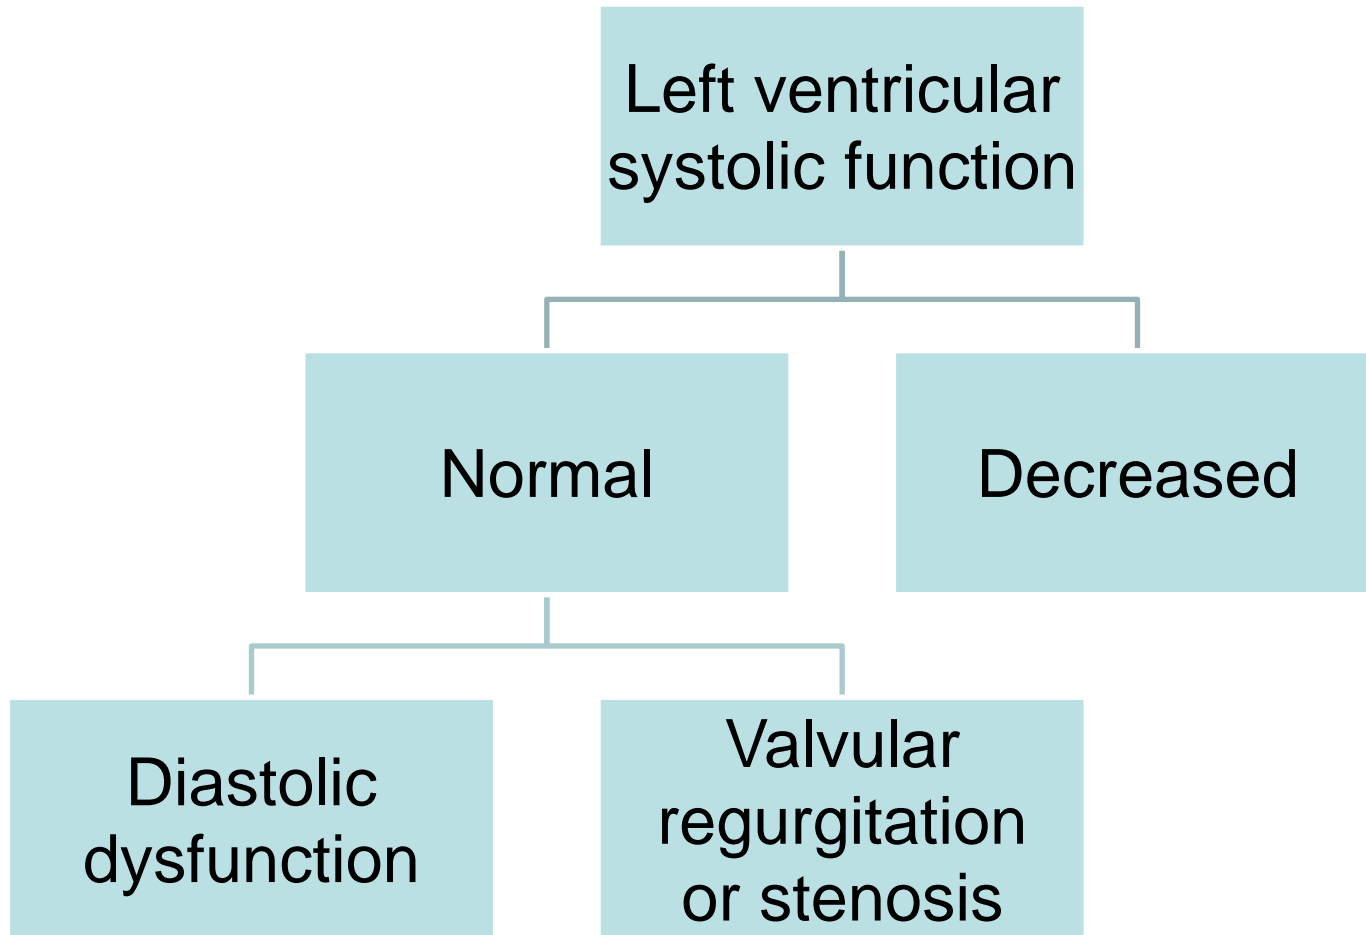 Left ventricular
systolic function
Normal
Decreased
Diastolic
dysfunction
Valvular
regurgitation
or stenosis